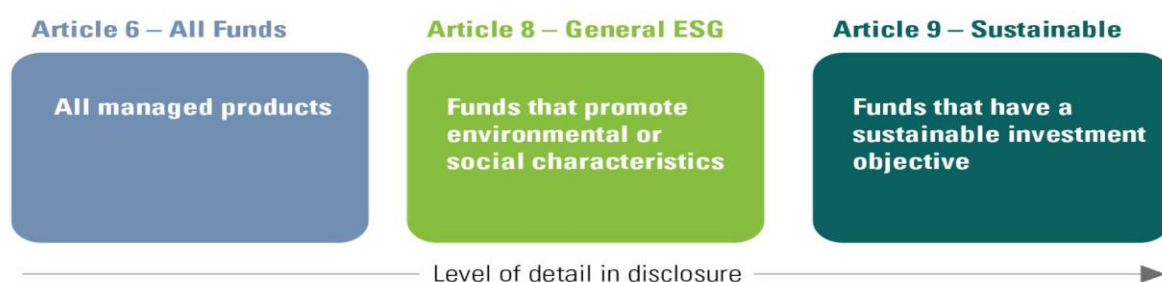 Article 6 – All Funds
All managed products
Article 8 – General ESG
Funds that promote
environmental or
social characteristics
Article 9 – Sustainable
Funds that have a
sustainable investment
objective
Level of detail in disclosure